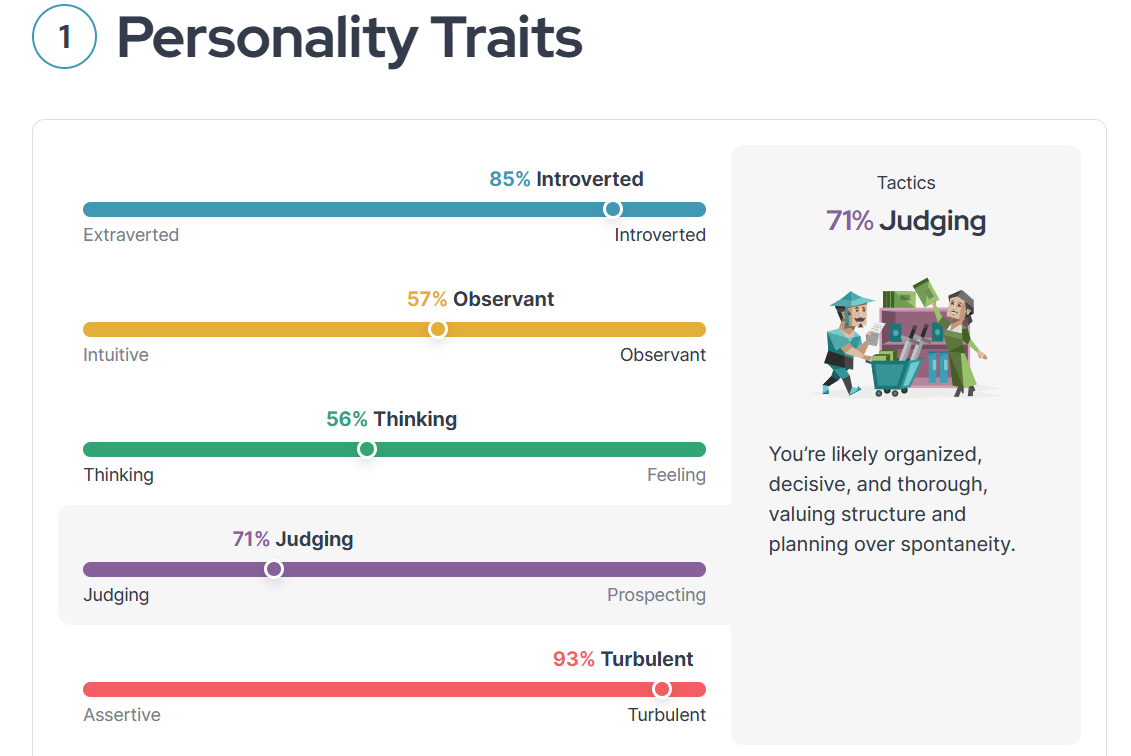 1 Personality Traits
85% Introverted
Extraverted Introverted
57% Observant
Intuitive Observant
56% Thinking
Thinking Feeling
71% Judging
Judging Prospecting
93% Turbulent
Assertive Turbulent
Tactics
71% Judging
You’re likely organized,
decisive, and thorough,
valuing structure and
planning over spontaneity.